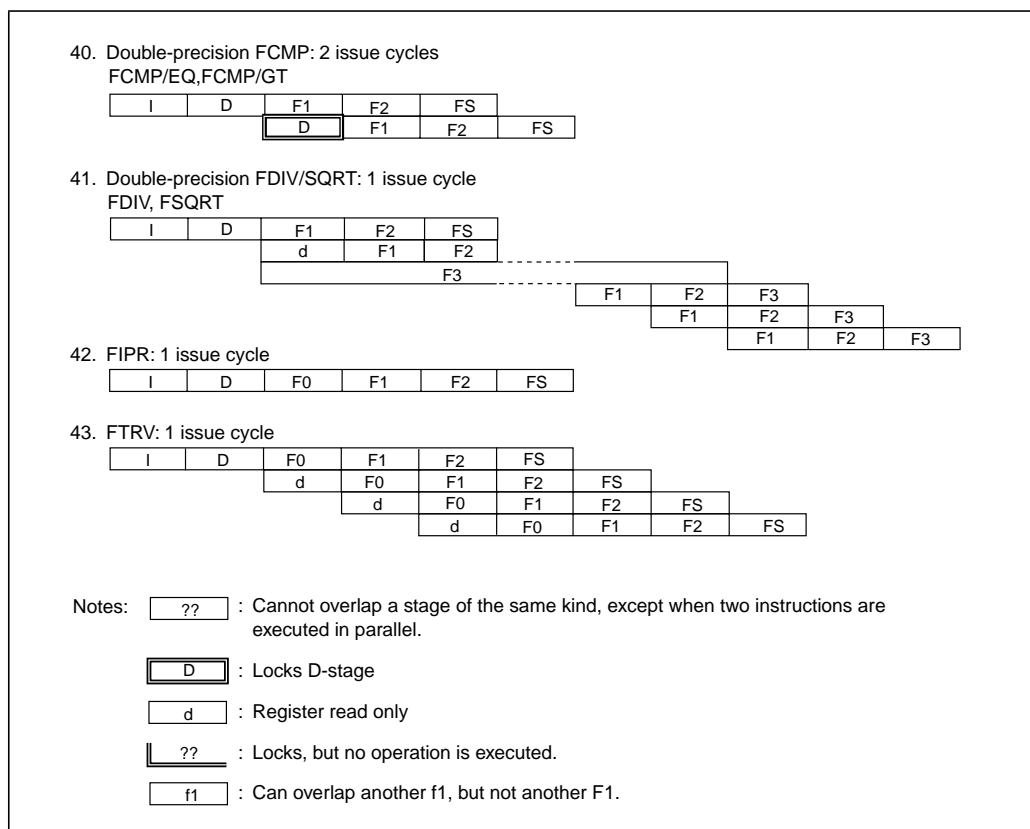 40. Double-precision FCMP: 2 issue cycles
FCMP/EQ,FCMP/GT
I D F1 F2 FS
D F1 F2 FS
41. Double-precision FDIV/SQRT: 1 issue cycle
FDIV, FSQRT
I D F1 F2 FS
d F1 F2
F3
F1 F2 F3
F1 F2 F3
F1 F2 F3
42. FIPR: 1 issue cycle
I D F0 F1 F2 FS
43. FTRV: 1 issue cycle
I D F0 F1 F2 FS
d F0 F1 F2 FS
d F0 F1 F2 FS
d F0 F1 F2 FS
Notes: ?? : Cannot overlap a stage of the same kind, except when two instructions are
executed in parallel.
D : Locks D-stage
d : Register read only
?? : Locks, but no operation is executed.
f1 : Can overlap another f1, but not another F1.